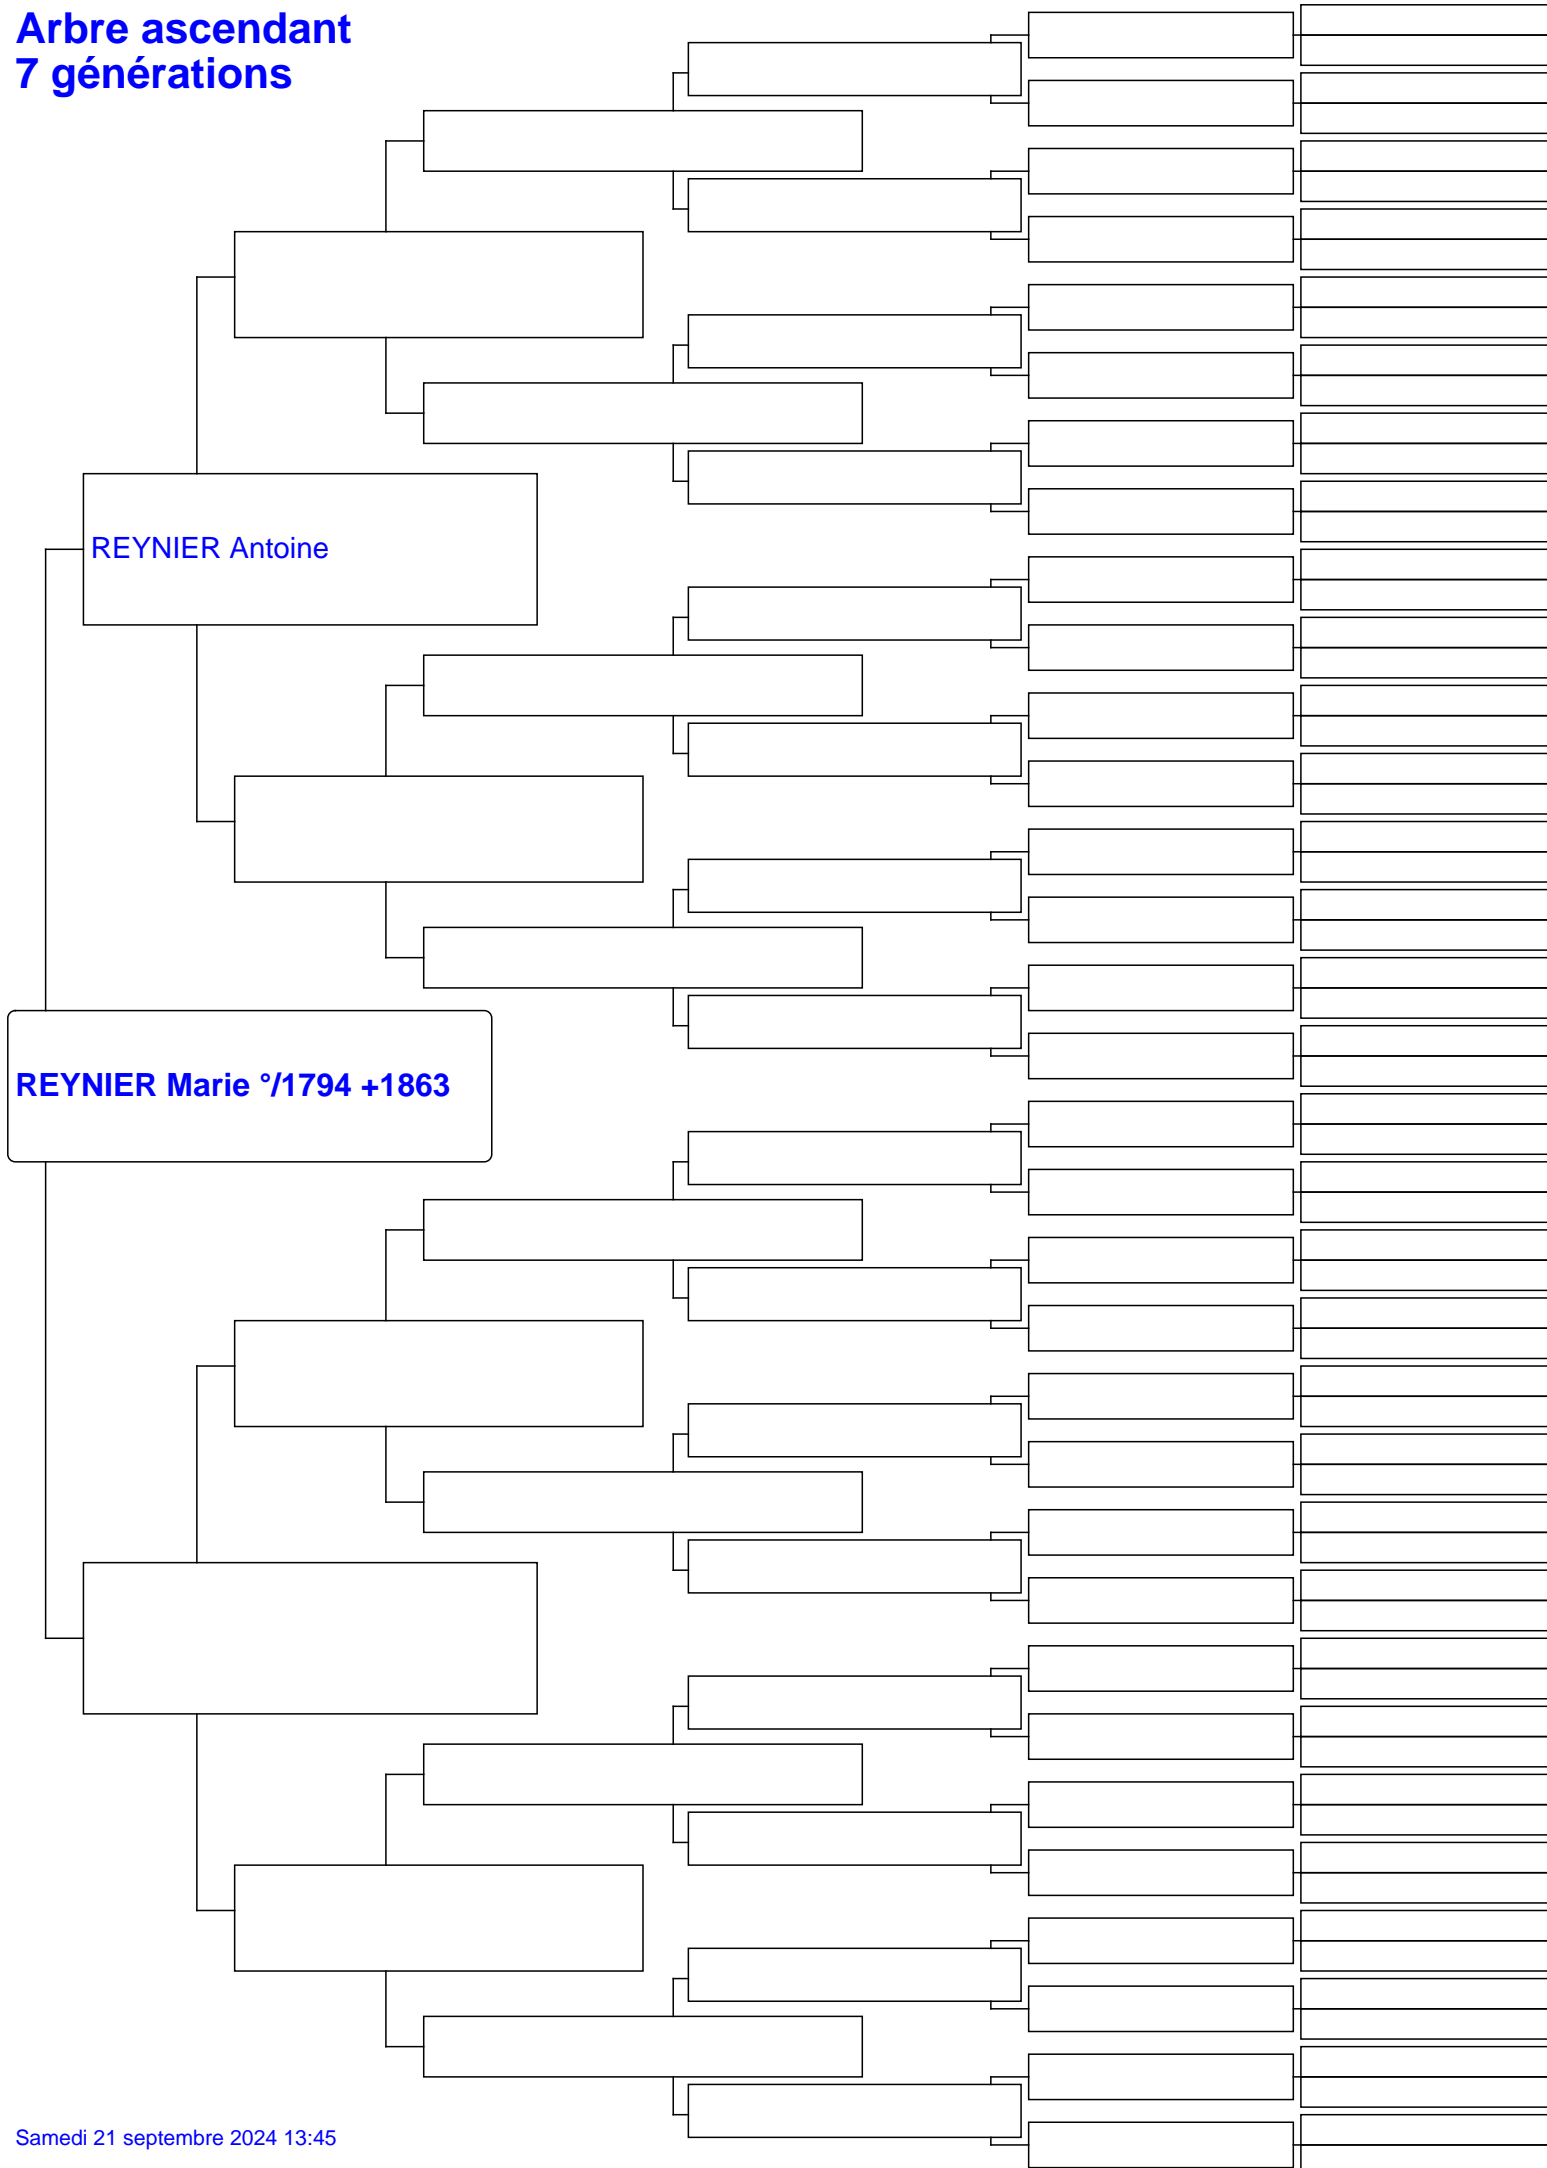 Arbre ascendant
7 générations
REYNIER Antoine
REYNIER Marie °/1794 +1863
Samedi 21 septembre 2024 13:45